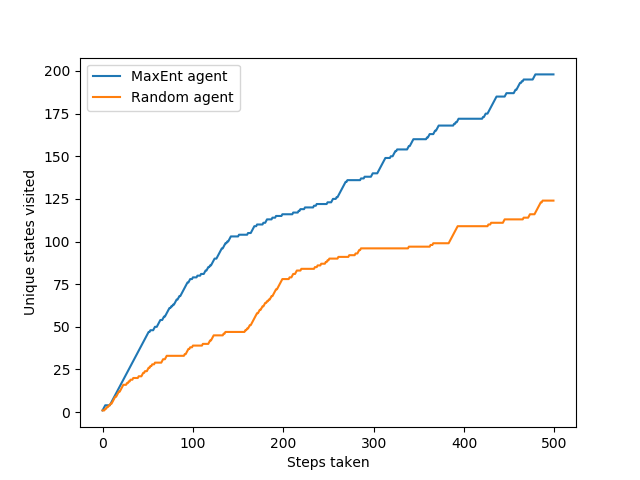 MaxEnt agent
Random agent
200
175
150
125
100
75
50
25
0
Unique states visited
0 100 200 300 400 500
Steps taken